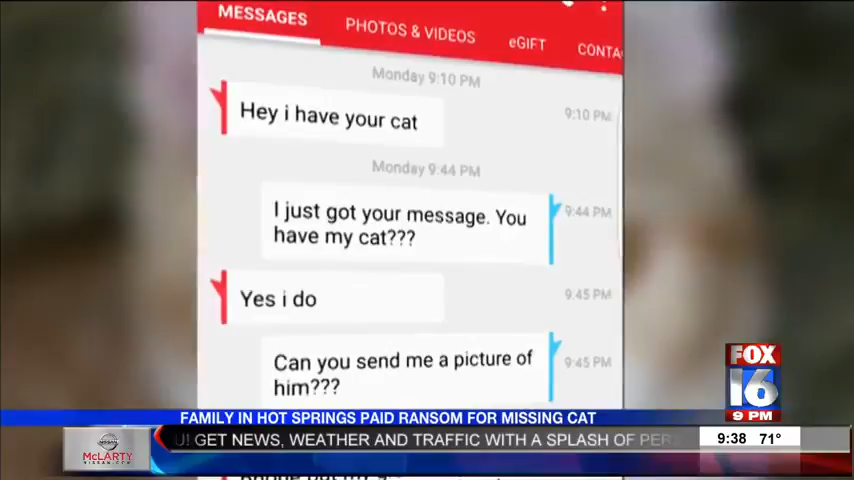 MESSAGES
PHOTOS & VIDEOS
eGIFT
CONTA
Monday 9:10 PM
Hey i have your cat
9:10 PM
Monday 9:44 PM
I just got your message. You
have my cat???
9:44 PM
Yes i do
9:45 PM
Can you send me a picture of
him???
9:45 PM
FOX
16
9 PM
FAMILY IN HOT SPRINGS PAID RANSOM FOR MISSING CAT
NISSAN
McLARTY
NISSAN.COM
U! GET NEWS, WEATHER AND TRAFFIC WITH A SPLASH OF PER
9:38 71°